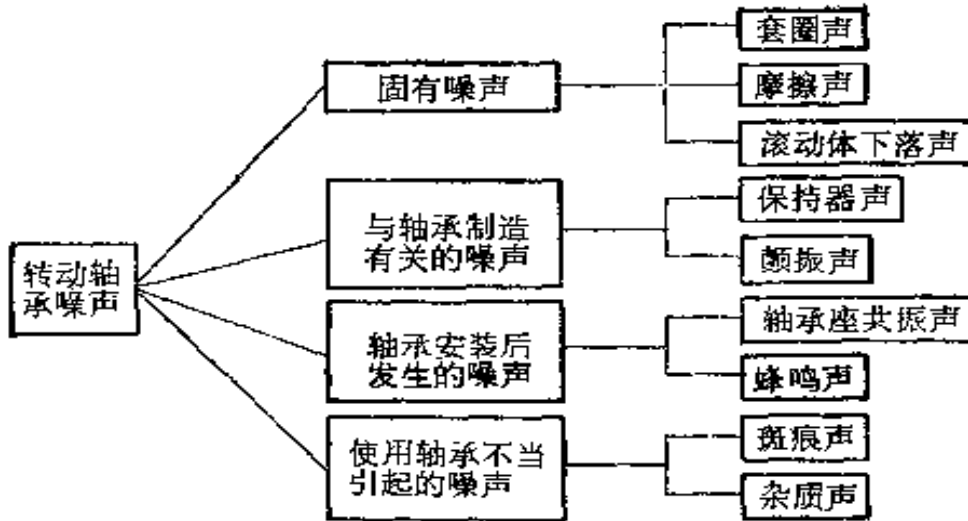 转动轴
承噪声
固有噪声
套圈声
摩擦声
滚动体下落声
与轴承制造
有关的噪声
保持器声
颤振声
轴承安装后
发生的噪声
轴承座共振声
蜂鸣声
使用轴承不当
引起的噪声
斑痕声
杂质声